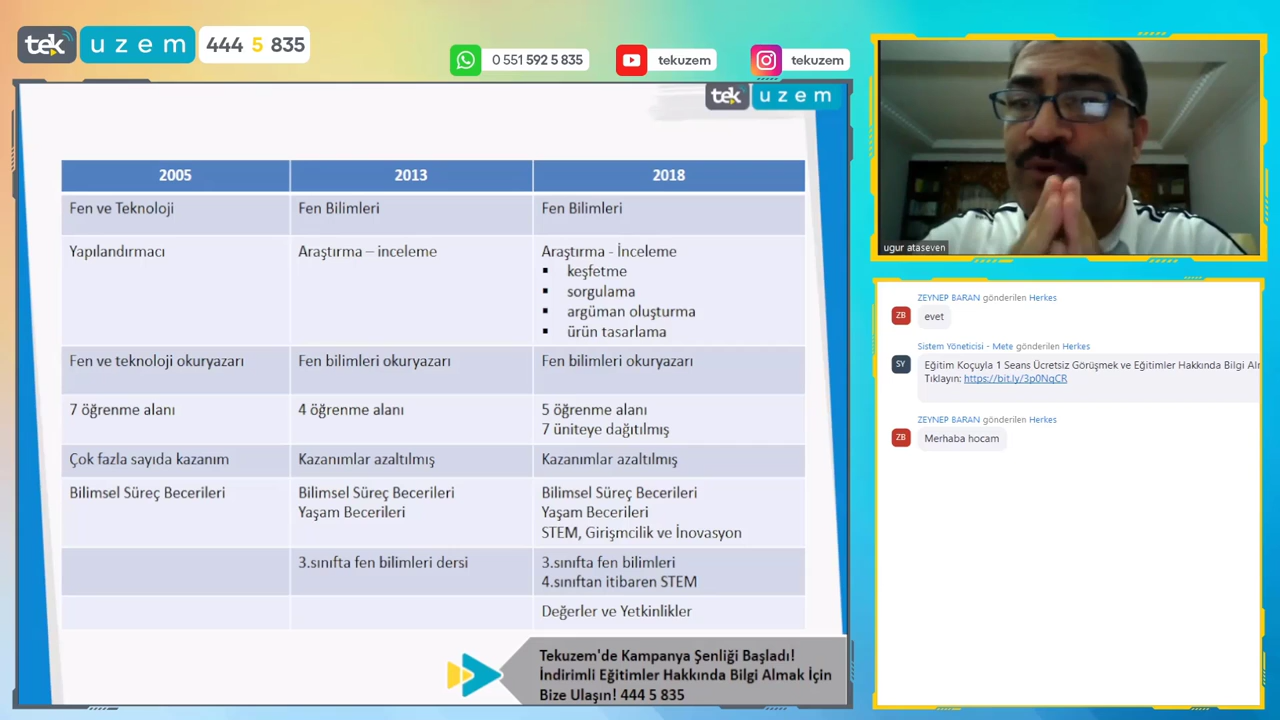 tek uzem 444 5 835
0 551 592 5 835
tekuzem
tekuzem
tek uzem
2005 2013 2018
Fen ve Teknoloji Fen Bilimleri Fen Bilimleri
Yapılandırmacı Araştırma – inceleme Araştırma - İnceleme
▪ keşfetme
▪ sorgulama
▪ argüman oluşturma
▪ ürün tasarlama
Fen ve teknoloji okuryazarı Fen bilimleri okuryazarı Fen bilimleri okuryazarı
7 öğrenme alanı 4 öğrenme alanı 5 öğrenme alanı
7 üniteye dağıtılmış
Çok fazla sayıda kazanım Kazanımlar azaltılmış Kazanımlar azaltılmış
Bilimsel Süreç Becerileri Bilimsel Süreç Becerileri Bilimsel Süreç Becerileri
Yaşam Becerileri Yaşam Becerileri
STEM, Girişmcilik ve İnovasyon
3.sınıfta fen bilimleri dersi 3.sınıfta fen bilimleri
4.sınıftan itibaren STEM
Değerler ve Yetkinlikler
Tekuzem'de Kampanya Şenliği Başladı!
İndirimli Eğitimler Hakkında Bilgi Almak İçin
Bize Ulaşın! 444 5 835
ugur ataseven
ZEYNEP BARAN gönderilen Herkes
ZB evet
Sistem Yöneticisi - Mete gönderilen Herkes
SY Eğitim Koçuyla 1 Seans Ücretsiz Görüşmek ve Eğitimler Hakkında Bilgi
Tıklayın: https://bit.ly/3p0NqCR
ZEYNEP BARAN gönderilen Herkes
ZB Merhaba hocam